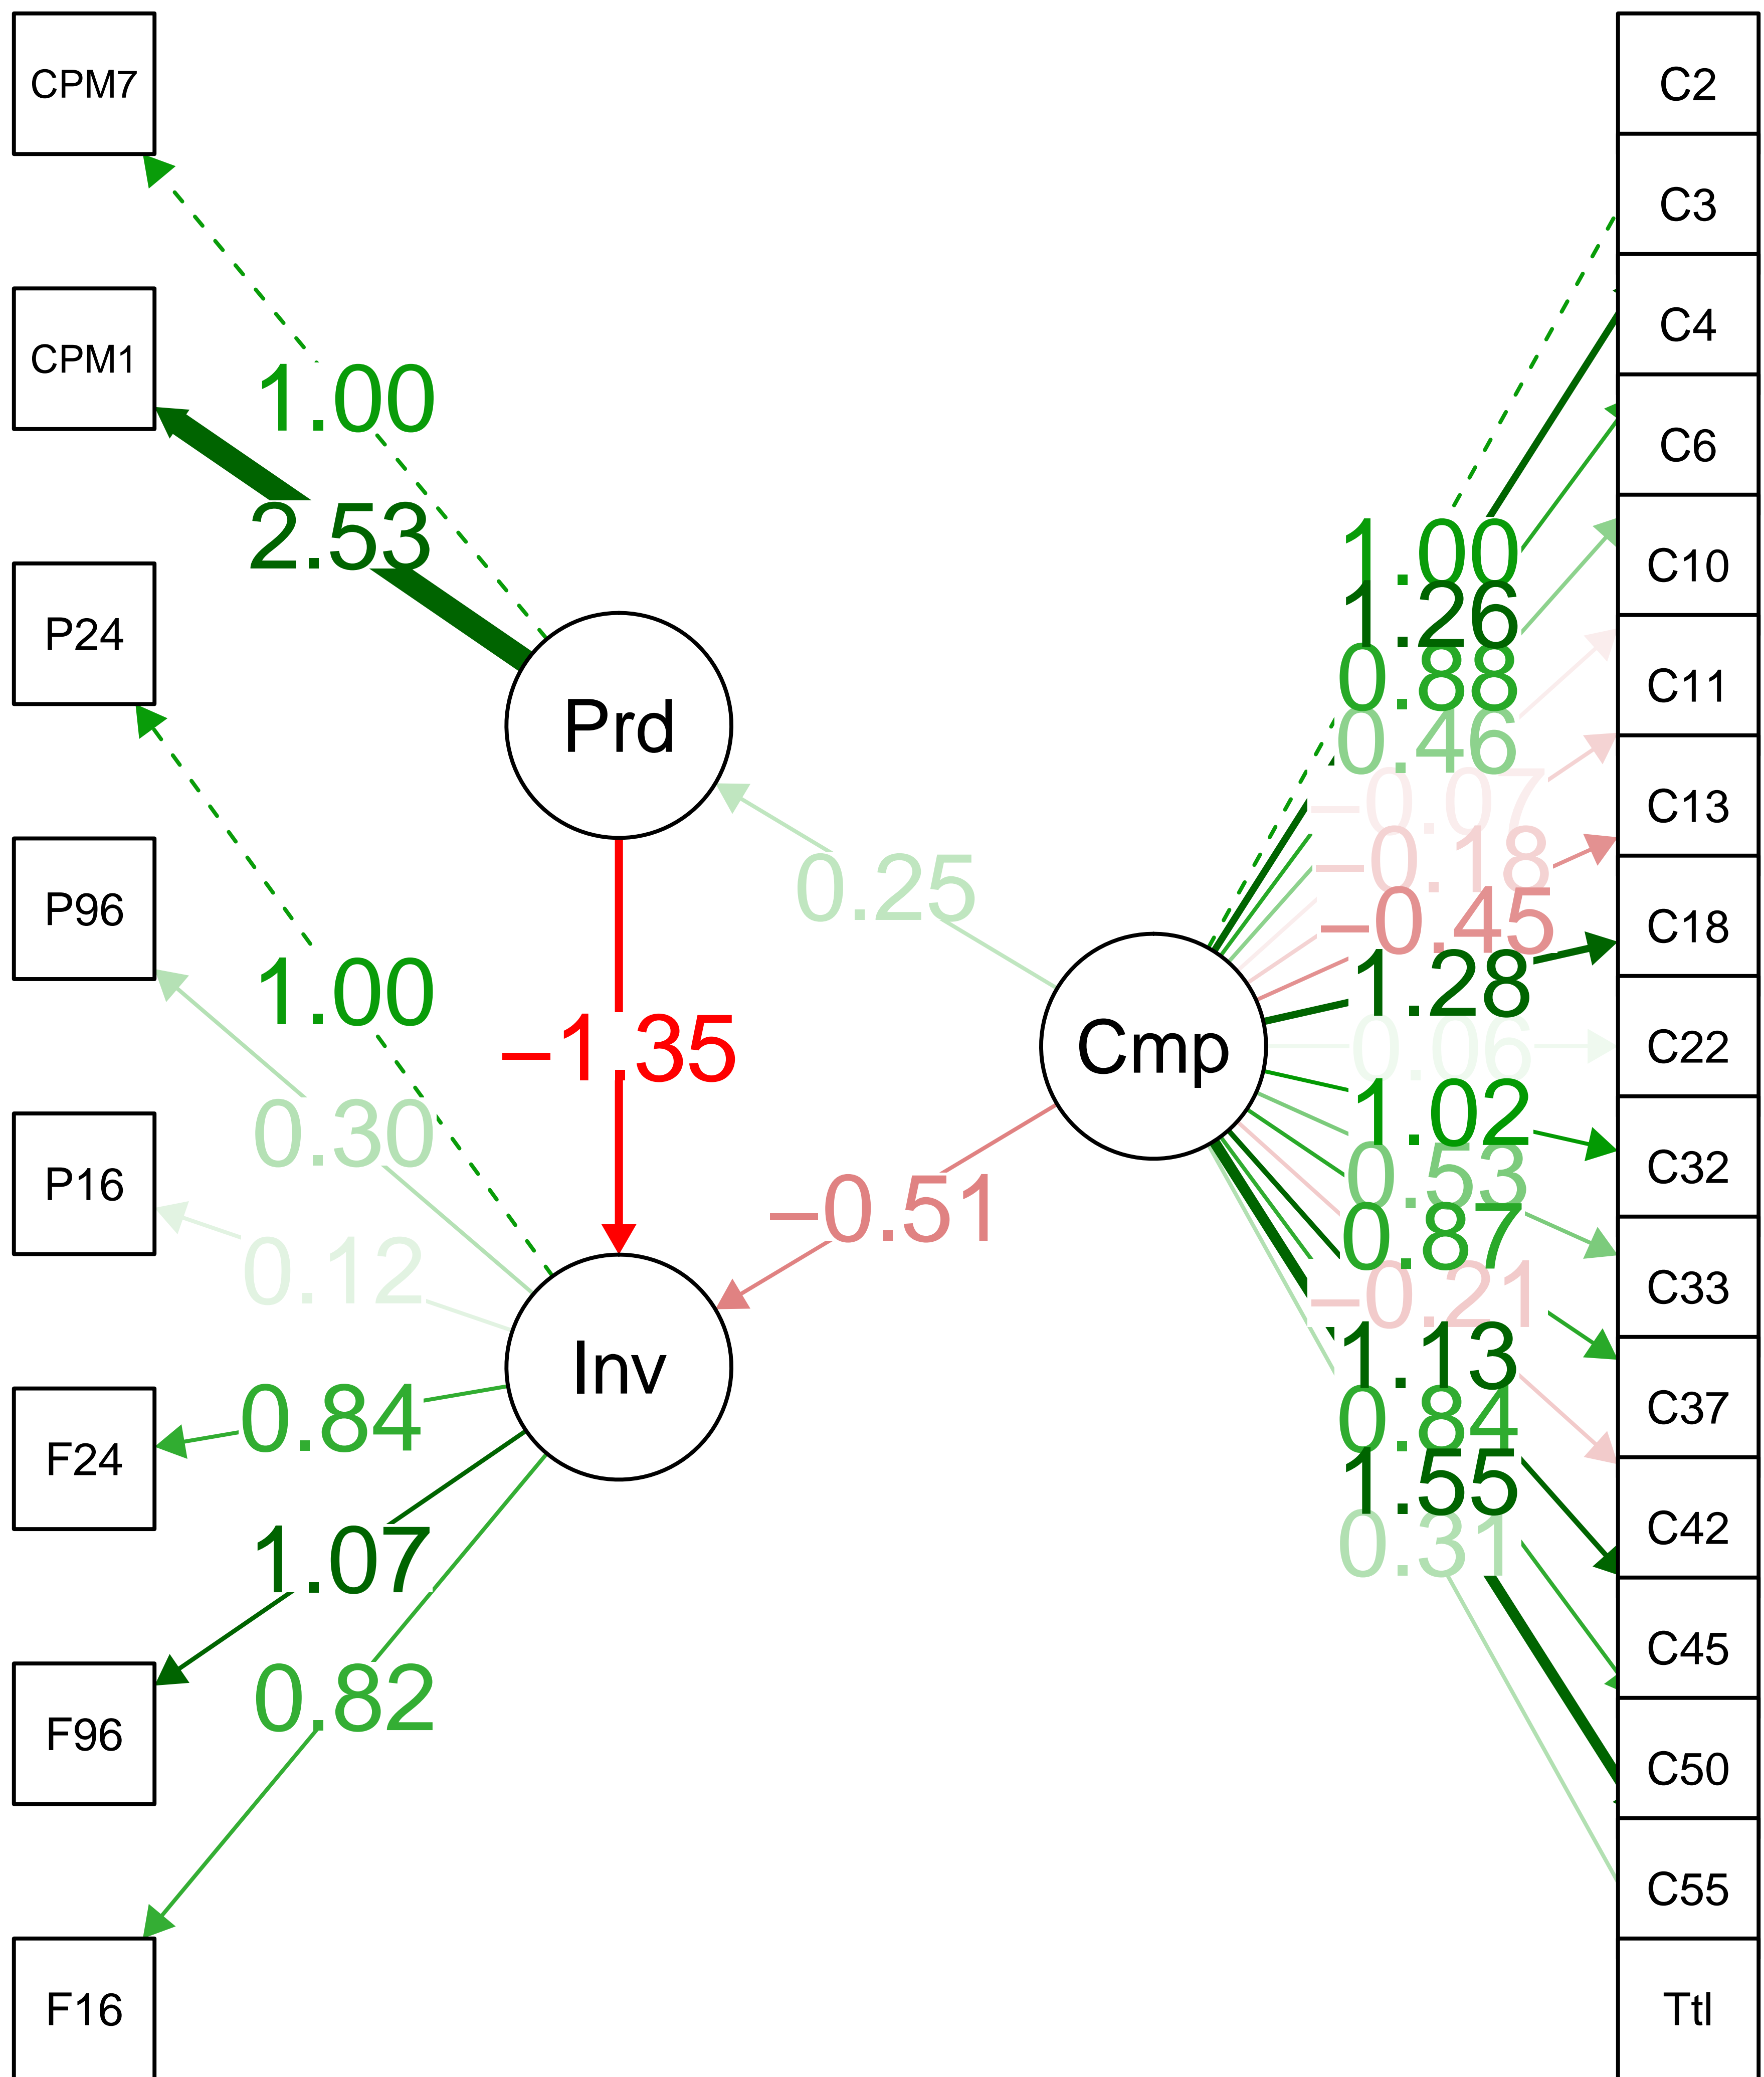 CPM7
CPM1
P24
P96
P16
F24
F96
F16
1.00
2.53
1.00
0.30
0.12
0.84
1.07
0.82
Prd
Inv
–1.35
0.25
–0.51
Cmp
1.00
1.26
0.88
0.46
–0.07
–0.18
–0.45
1.28
0.06
1.02
0.53
0.87
–0.21
1.13
0.84
1.55
0.31
C2
C3
C4
C6
C10
C11
C13
C18
C22
C32
C33
C37
C42
C45
C50
C55
Ttl